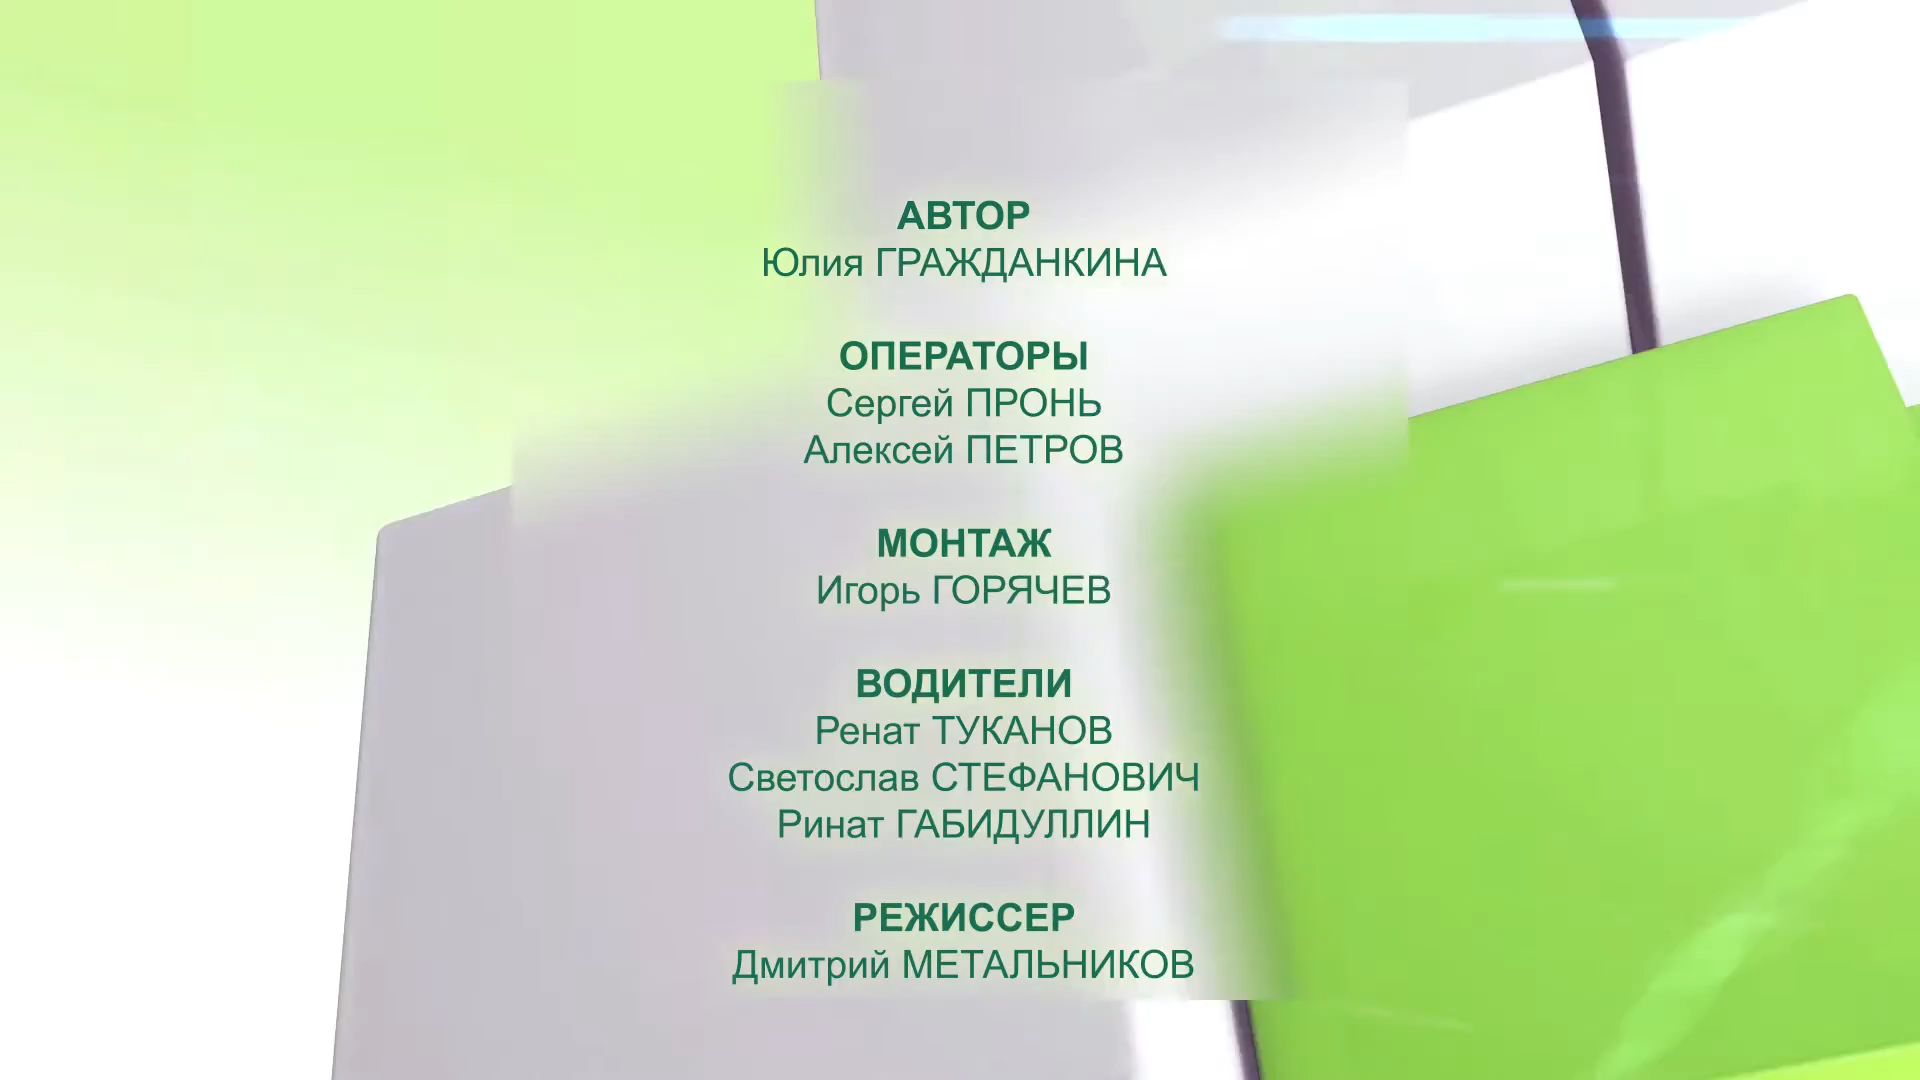 АВТОР
Юлия ГРАЖДАНКИНА
ОПЕРАТОРЫ
Сергей ПРОНЬ
Алексей ПЕТРОВ
МОНТАЖ
Игорь ГОРЯЧЕВ
ВОДИТЕЛИ
Ренат ТУКАНОВ
Светослав СТЕФАНОВИЧ
Ринат ГАБИДУЛЛИН
РЕЖИССЕР
Дмитрий МЕТАЛЬНИКОВ